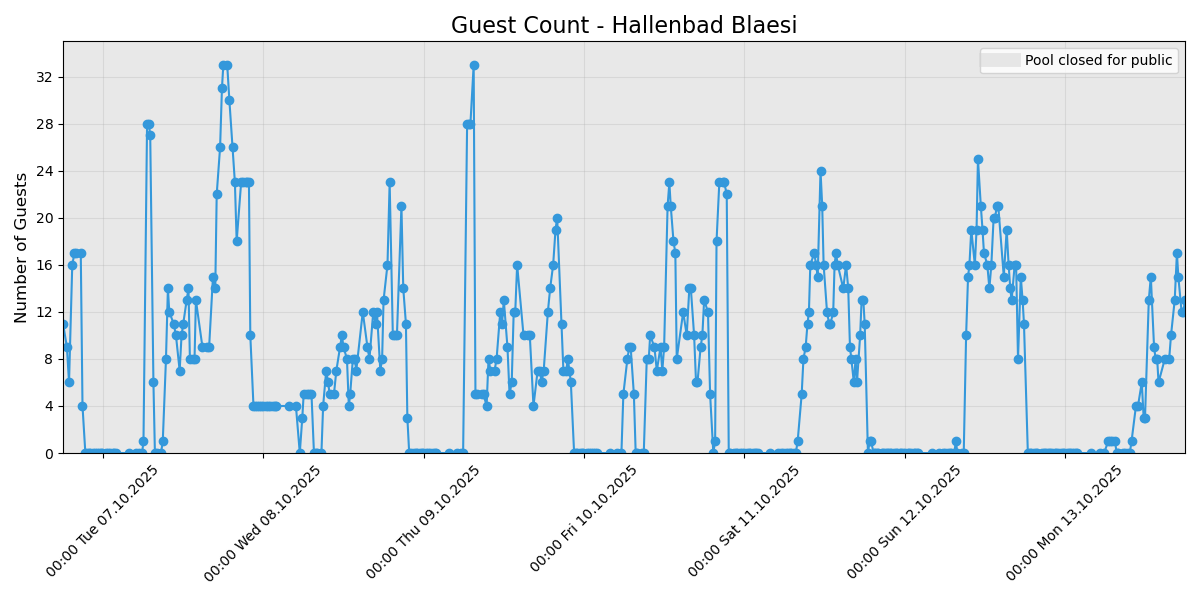 Guest Count - Hallenbad Blaesi
Pool closed for public
Number of Guests
32
28
24
20
16
12
8
4
0
00:00 Tue 07.10.2025
00:00 Wed 08.10.2025
00:00 Thu 09.10.2025
00:00 Fri 10.10.2025
00:00 Sat 11.10.2025
00:00 Sun 12.10.2025
00:00 Mon 13.10.2025